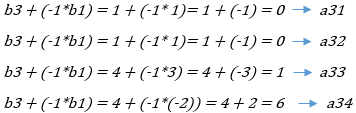 b3 + (-1*b1) = 1 + (-1* 1)= 1 + (-1) = 0 → a31
b3 + (-1*b1) = 1 + (-1* 1)= 1 + (-1) = 0 → a32
b3 + (-1*b1) = 4 + (-1*3) = 4 + (-3) = 1 → a33
b3 + (-1*b1) = 4 + (-1*(-2)) = 4 + 2 = 6 → a34